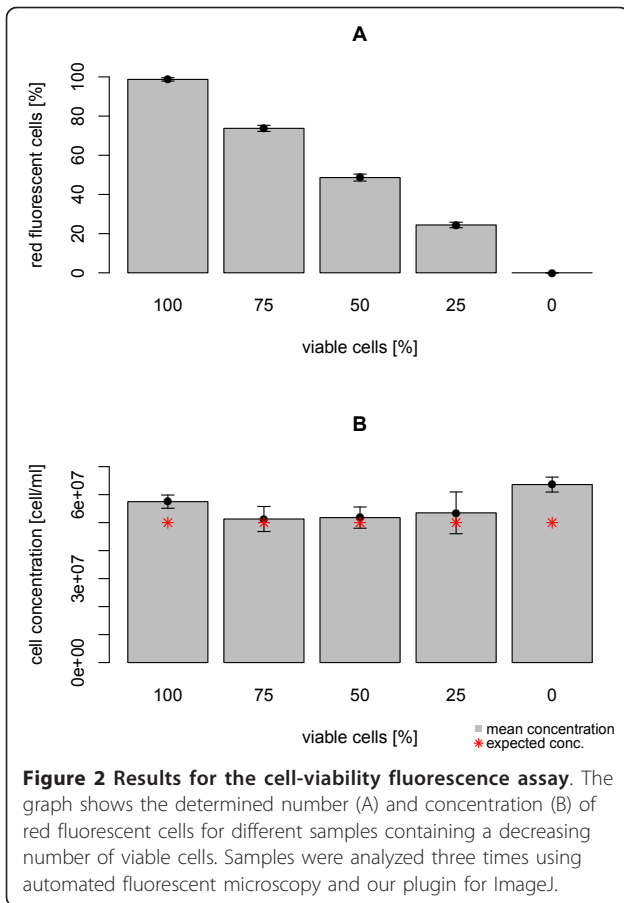 A
red fluorescent cells [%]
0 20 40 60 80 100
100 75 50 25 0
viable cells [%]
B
cell concentration [cell/ml]
0e+00 3e+07 6e+07
100 75 50 25 0
viable cells [%]
mean concentration
expected conc.
Figure 2 Results for the cell-viability fluorescence assay. The
graph shows the determined number (A) and concentration (B) of
red fluorescent cells for different samples containing a decreasing
number of viable cells. Samples were analyzed three times using
automated fluorescent microscopy and our plugin for ImageJ.